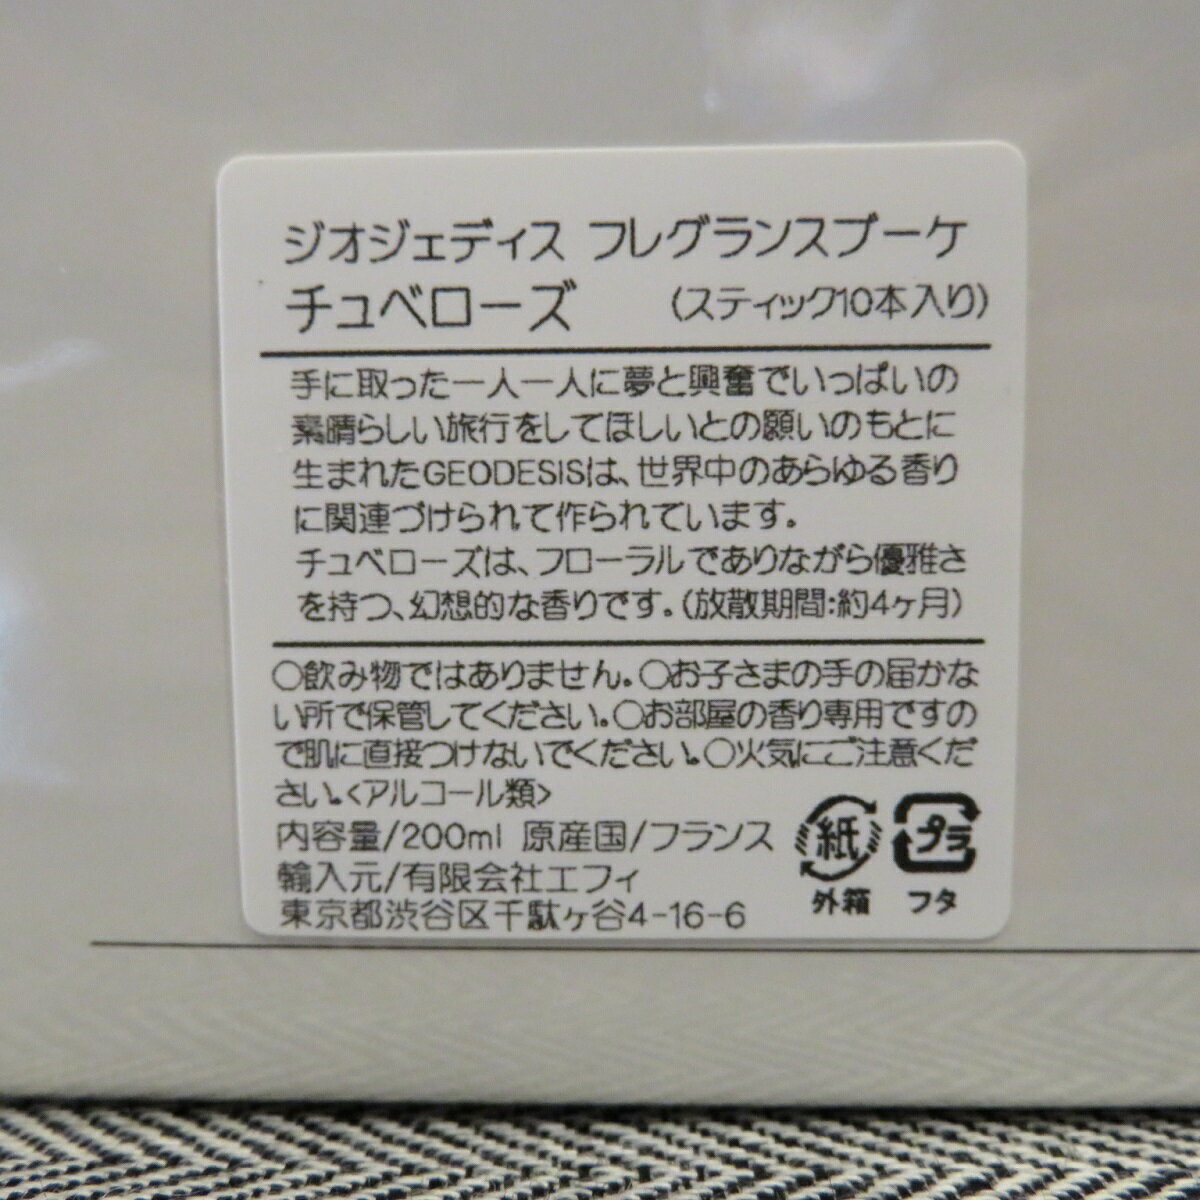 ジオジェディス フレグランスブーケ
チュベローズ （スティック10本入り）
手に取った一人一人に夢と興奮でいっぱいの
素晴らしい旅行をしてほしいとの願いのもとに
生まれたGEODESISは、世界中のあらゆる香り
に関連づけられて作られています。
チュベローズは、フローラルでありながら優雅さ
を持つ、幻想的な香りです。（放散期間:約4ヶ月）
○飲み物ではありません。○お子さまの手の届かな
い所で保管してください。○お部屋の香り専用ですの
で肌に直接つけないでください。○火気にご注意くだ
さい。<アルコール類>
内容量/200ml 原産国/フランス
輸入元/有限会社エフィ
東京都渋谷区千駄ヶ谷4-16-6
紙 プラ
外箱 フタ